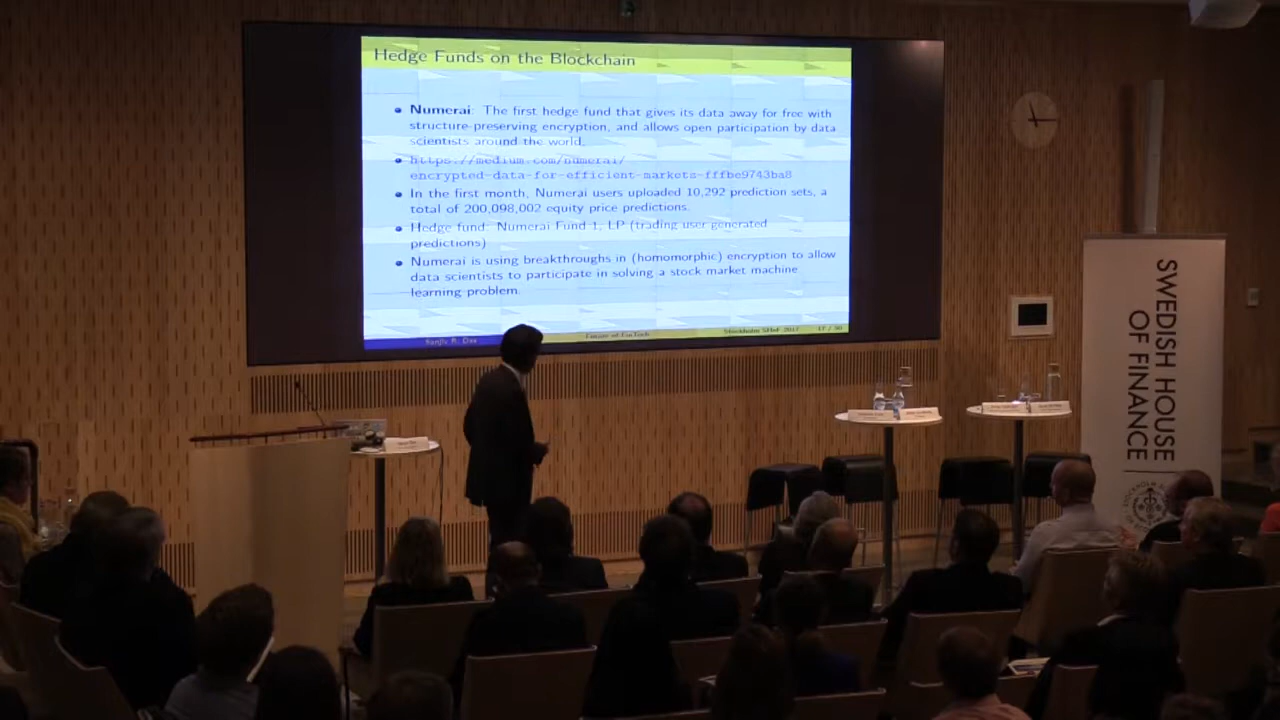 Hedge Funds on the Blockchain
• Numerai: The first hedge fund that gives its data away for free with
structure-preserving encryption, and allows open participation by data
scientists around the world.
• https://medium.com/numerai/
encrypted-data-for-efficient-markets-fffbe9743ba8
• In the first month, Numerai users uploaded 10,292 prediction sets, a
total of 200,098,002 equity price predictions.
• Hedge fund: Numerai Fund 1, LP (trading user generated
predictions)
• Numerai is using breakthroughs in (homomorphic) encryption to allow
data scientists to participate in solving a stock market machine
learning problem.
Sanjiv R. Das
Future of FinTech
Stockholm SHoF 2017
SWEDISH HOUSE
OF FINANCE